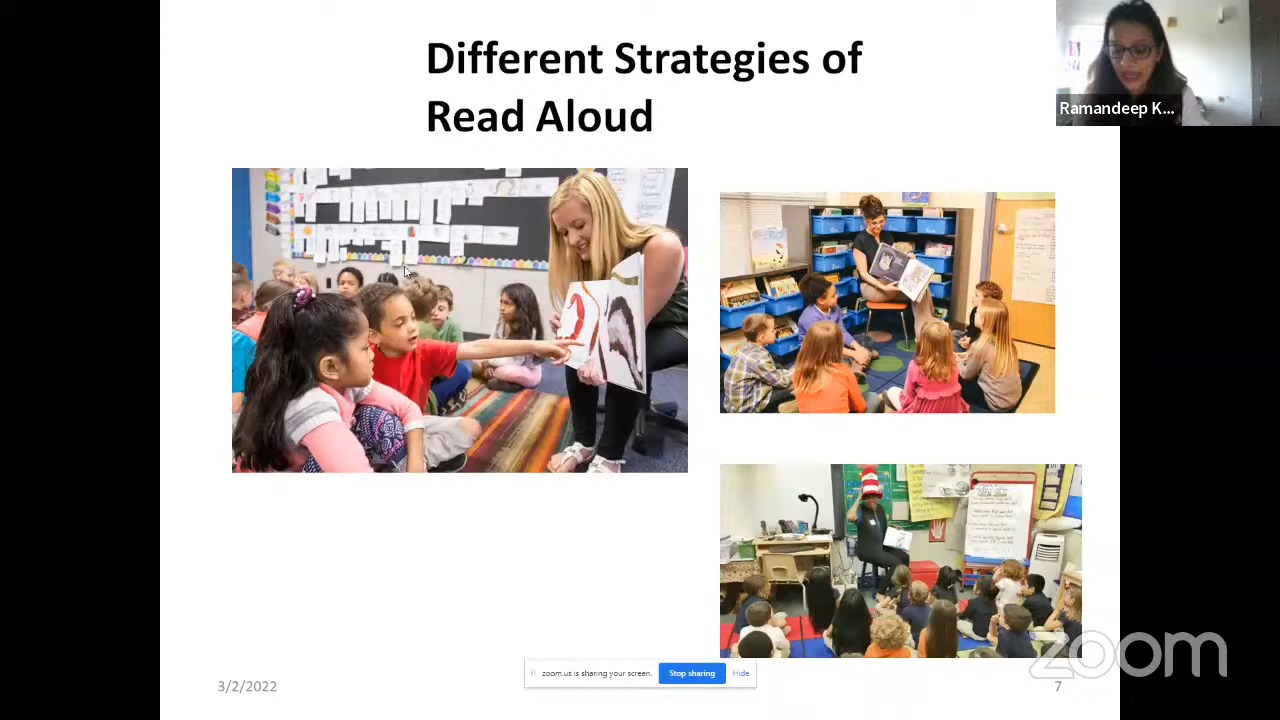 Different Strategies of
Read Aloud
Ramandeep K...
zoom.us is sharing your screen.
Stop sharing
Hide
zoom
3/2/2022
7